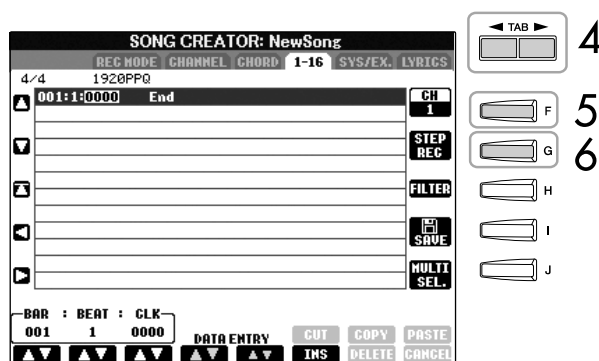 SONG CREATOR: NewSong
REC MODE CHANNEL CHORD 1-16 SYS/EX. LYRICS
4/4 1920PPQ
001:1:0000 End
CH
1
STEP
REC
FILTER
SAVE
MULTI
SEL.
BAR : BEAT : CLK
001 1 0000
DATA ENTRY
CUT COPY PASTE
INS DELETE CANCEL
TAB
4
F 5
G 6
H
I
J